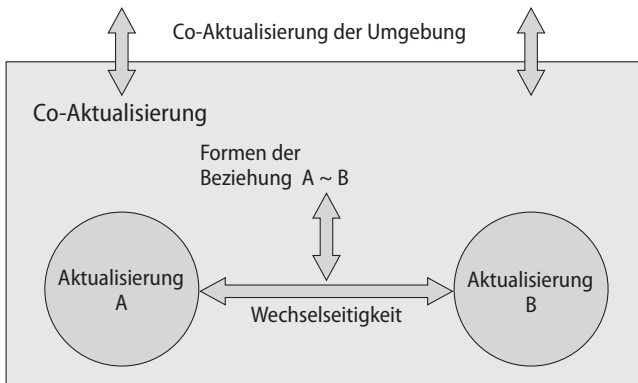 Co-Aktualisierung der Umgebung
Co-Aktualisierung
Formen der
Beziehung A ~ B
Aktualisierung
A
Wechselseitigkeit
Aktualisierung
B